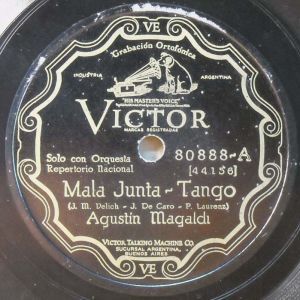 VE
Grabación Ortofónica
INDUSTRIA ARGENTINA
"HIS MASTER'S VOICE"
VICTOR
MARCAS REGISTRADAS
Solo con Orquesta
Repertorio Nacional
80888-A
[44156]
Mala Junta - Tango
(J. M. Velich - J. De Caro - P. Laurenz)
Agustin Magaldi
VICTOR TALKING MACHINE CO.
SUCURSAL ARGENTINA,
BUENOS AIRES
VE